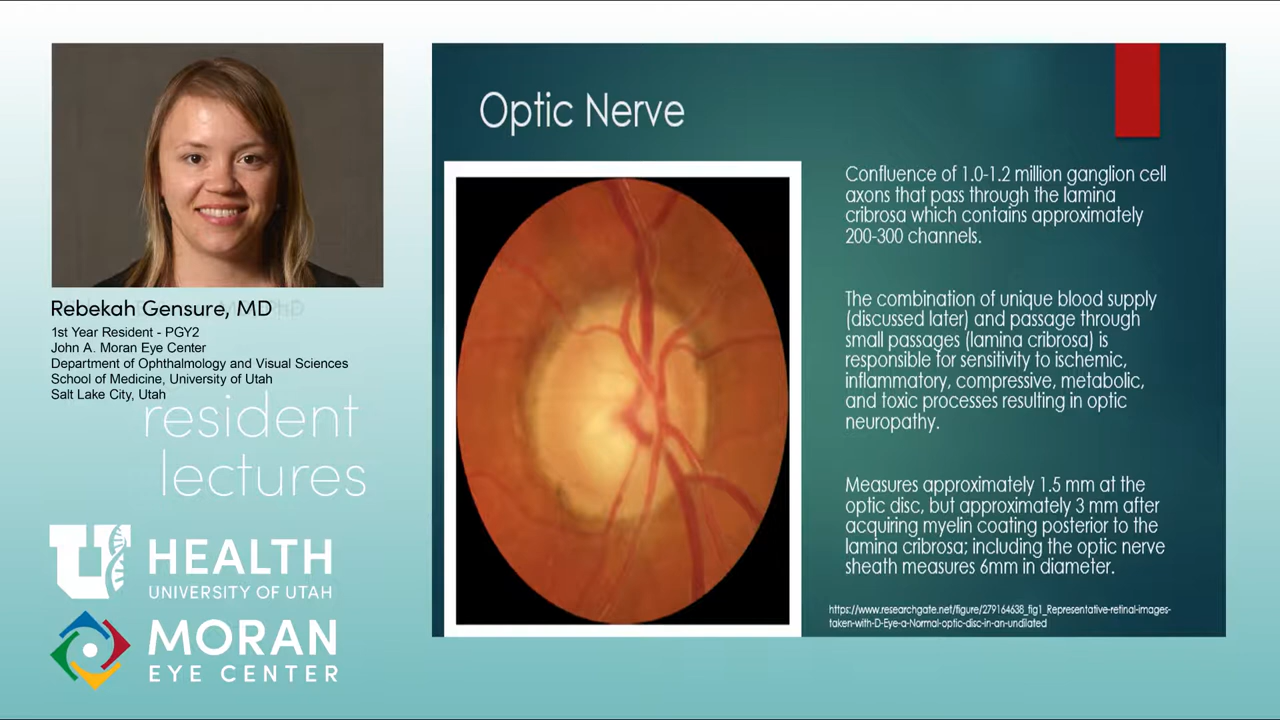 Optic Nerve
Confluence of 1.0-1.2 million ganglion cell
axons that pass through the lamina
cribrosa which contains approximately
200-300 channels.
The combination of unique blood supply
(discussed later) and passage through
small passages (lamina cribrosa) is
responsible for sensitivity to ischemic,
inflammatory, compressive, metabolic,
and toxic processes resulting in optic
neuropathy.
Measures approximately 1.5 mm at the
optic disc, but approximately 3 mm after
acquiring myelin coating posterior to the
lamina cribrosa; including the optic nerve
sheath measures 6mm in diameter.
https://www.researchgate.net/figure/279164638_fig1_Representative-retinal-images-
taken-with-D-Eye-a-Normal-optic-disc-in-an-undilated
Rebekah Gensure, MD
1st Year Resident - PGY2
John A. Moran Eye Center
Department of Ophthalmology and Visual Sciences
School of Medicine, University of Utah
Salt Lake City, Utah
resident
lectures
U HEALTH
UNIVERSITY OF UTAH
MORAN
EYE CENTER